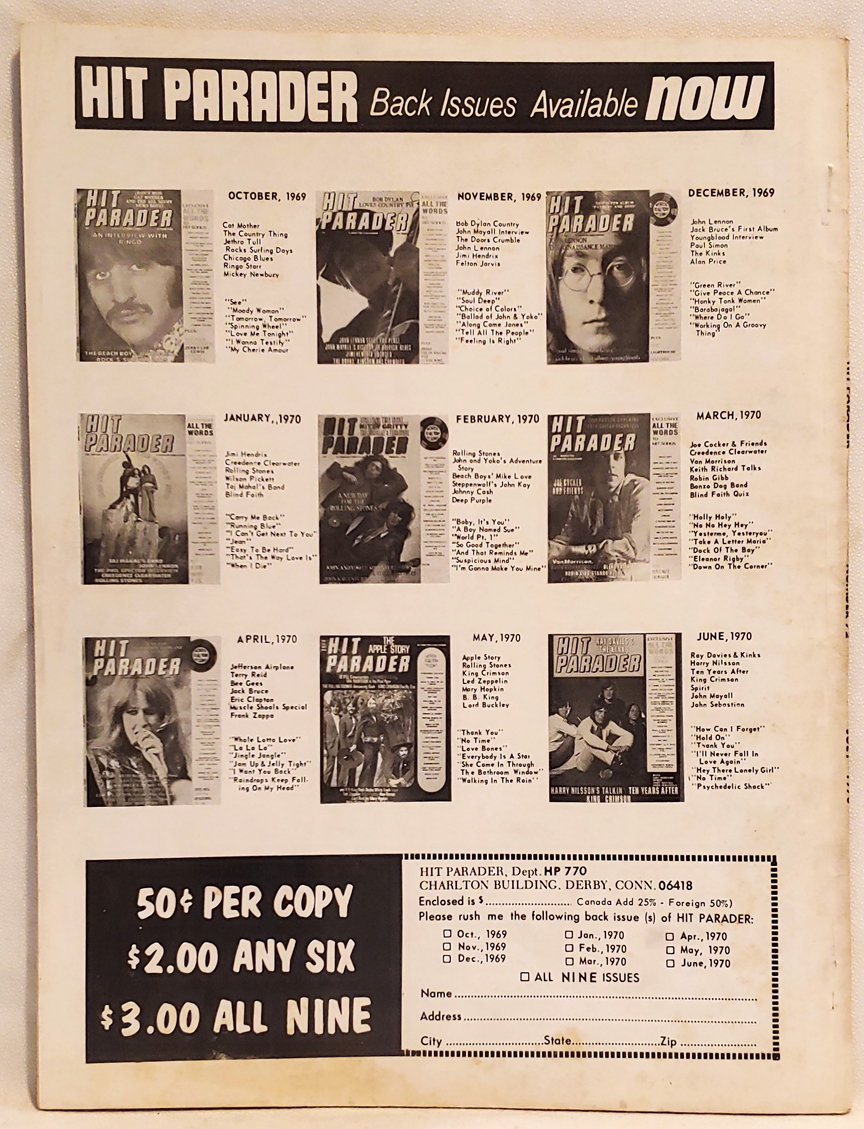 HIT PARADER Back Issues Available now
HIT
PARADER
AN INTERVIEW WITH
RINGO
THE BEACH BOYS
OCTOBER, 1969
Cat Mother
The Country Thing
Jethro Tull
Rocks Surfing Days
Chicago Blues
Ringo Starr
Mickey Newbury
"See"
"Moody Woman"
"Tomorrow, Tomorrow"
"Spinning Wheel"
"Love Me Tonight"
"I Wanna Testify"
"My Cherie Amour
HIT
PARADER
BOB DYLAN
LOVES COUNTRY PIE
ALL THE
WORDS
NOVEMBER, 1969
Bob Dylan Country
John Mayall Interview
The Doors Crumble
John Lennon
Jimi Hendrix
Felton Jarvis
"Muddy River"
"Soul Deep"
"Choice of Colors"
"Ballad of John & Yoko"
"Along Came Jones"
"Tell All The People"
"Feeling Is Right"
HIT
PARADER
DECEMBER, 1969
John Lennon
Jack Bruce's First Album
Youngblood Interview
Paul Simon
The Kinks
Alan Price
"Green River"
"Give Peace A Chance"
"Honky Tonk Women"
"Barabajagal"
"Where Do I Go"
"Working On A Groovy
Thing"
HIT
PARADER
ALL THE
WORDS
JANUARY,,1970
Jimi Hendrix
Creedence Clearwater
Rolling Stones
Wilson Pickett
Taj Mahal's Band
Blind Faith
"Carry Me Back"
"Running Blue"
"I Can't Get Next To You"
"Jean"
"Easy To Be Hard"
"That's The Way Love Is"
"When I Die"
HIT
PARADER
A NEW DAY
FOR THE
ROLLING STONES
FEBRUARY, 1970
Rolling Stones
John and Yoko's Adventure
Story
Beach Boys' Mike Love
Steppenwolf's John Kay
Johnny Cash
Deep Purple
"Baby, It's You"
"A Boy Named Sue"
"World Pt. 1"
"So Good Together"
"And That Reminds Me"
"Suspicious Mind"
"I'm Gonna Make You Mine"
HIT
PARADER
ALL THE
WORDS
JOE COCKER
AND FRIENDS
Van Morrison,
MARCH, 1970
Joe Cocker & Friends
Creedence Clearwater
Van Morrison
Keith Richard Talks
Robin Gibb
Bonzo Dog Band
Blind Faith Quiz
"Holly Holy"
"No No Hey Hey"
"Yesterme, Yesteryou"
"Take A Letter Maria"
"Dock Of The Bay"
"Eleanor Rigby"
"Down On The Corner"
HIT
PARADER
APRIL, 1970
Jefferson Airplane
Terry Reid
Bee Gees
Jack Bruce
Eric Clapton
Muscle Shoals Special
Frank Zappa
"Whole Lotta Love"
"La La La"
"Jingle Jangle"
"Jam Up & Jelly Tight"
"I Want You Back"
"Raindrops Keep Fall-
ing On My Head"
HIT
PARADER
THE
APPLE STORY
MAY, 1970
Apple Story
Rolling Stones
King Crimson
Led Zeppelin
Mary Hopkin
B. B. King
Lord Buckley
"Thank You"
"No Time"
"Love Bones"
"Everybody Is A Star
"She Came In Through
The Bathroom Window"
"Walking In The Rain"
HIT
PARADER
HARRY NILSSON'S TALKIN' TEN YEARS AFTER
KING CRIMSON
JUNE, 1970
Ray Davies & Kinks
Harry Nilsson
Ten Years After
King Crimson
Spirit
John Mayall
John Sebastian
"How Can I Forget"
"Hold On"
"Thank You"
"I'll Never Fall In
Love Again"
"Hey There Lonely Girl"
"No Time"
"Psychedelic Shack"
50¢ PER COPY
$2.00 ANY SIX
$3.00 ALL NINE
HIT PARADER, Dept. HP 770
CHARLTON BUILDING, DERBY, CONN. 06418
Enclosed is $.................. Canada Add 25% - Foreign 50%)
Please rush me the following back issue (s) of HIT PARADER:
☐ Oct., 1969 ☐ Jan., 1970 ☐ Apr., 1970
☐ Nov., 1969 ☐ Feb., 1970 ☐ May, 1970
☐ Dec., 1969 ☐ Mar., 1970 ☐ June, 1970
☐ ALL NINE ISSUES
Name
Address
City State Zip